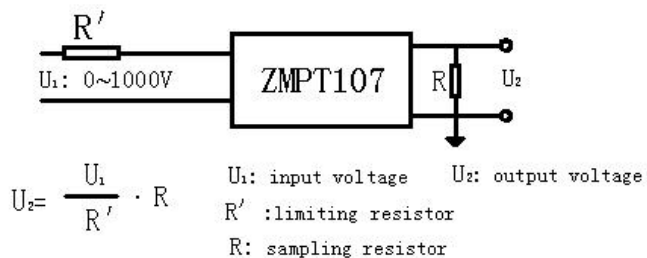 R′
U₁: 0~1000V
ZMPT107
R
U₂
U₂= U₁/R′ · R
U₁: input voltage U₂: output voltage
R′ :limiting resistor
R: sampling resistor